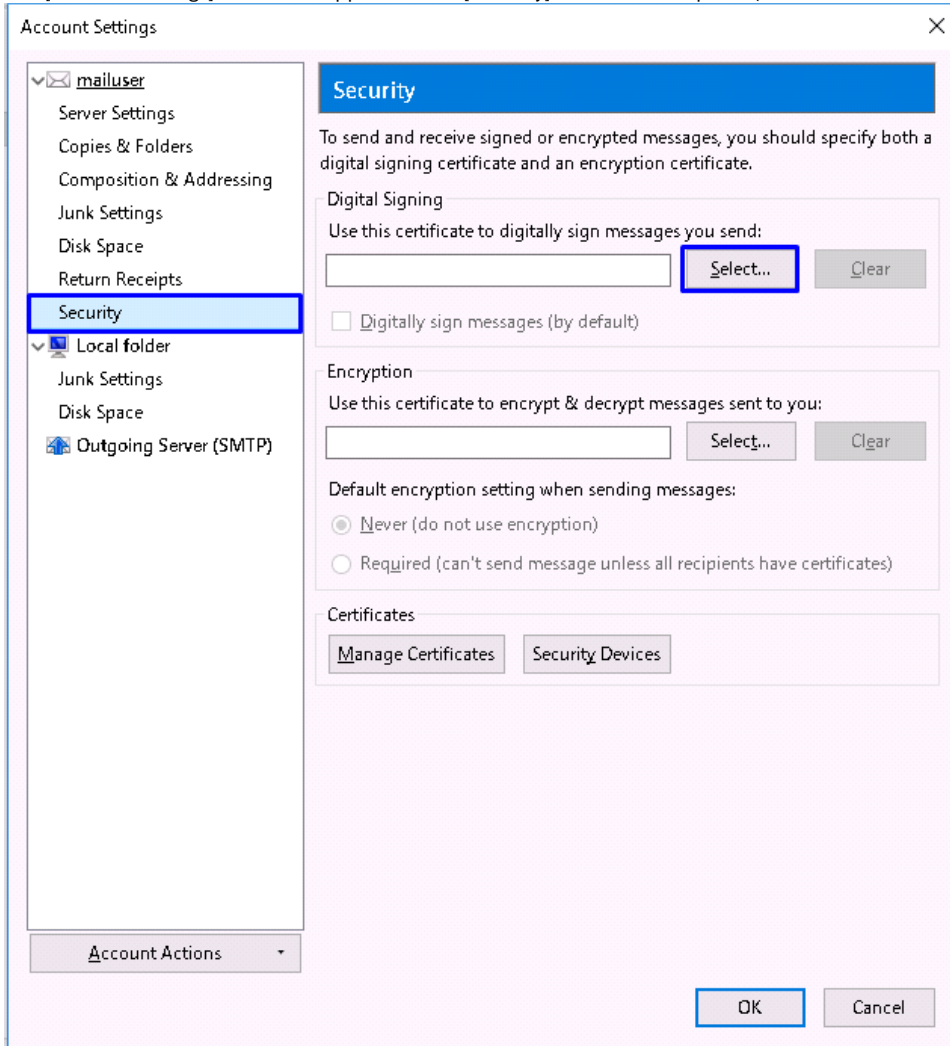 Account Settings
mailuser
Server Settings
Copies & Folders
Composition & Addressing
Junk Settings
Disk Space
Return Receipts
Security
Local folder
Junk Settings
Disk Space
Outgoing Server (SMTP)
Account Actions
Security
To send and receive signed or encrypted messages, you should specify both a
digital signing certificate and an encryption certificate.
Digital Signing
Use this certificate to digitally sign messages you send:
Select... Clear
Digitally sign messages (by default)
Encryption
Use this certificate to encrypt & decrypt messages sent to you:
Select... Clear
Default encryption setting when sending messages:
Never (do not use encryption)
Required (can't send message unless all recipients have certificates)
Certificates
Manage Certificates Security Devices
OK Cancel